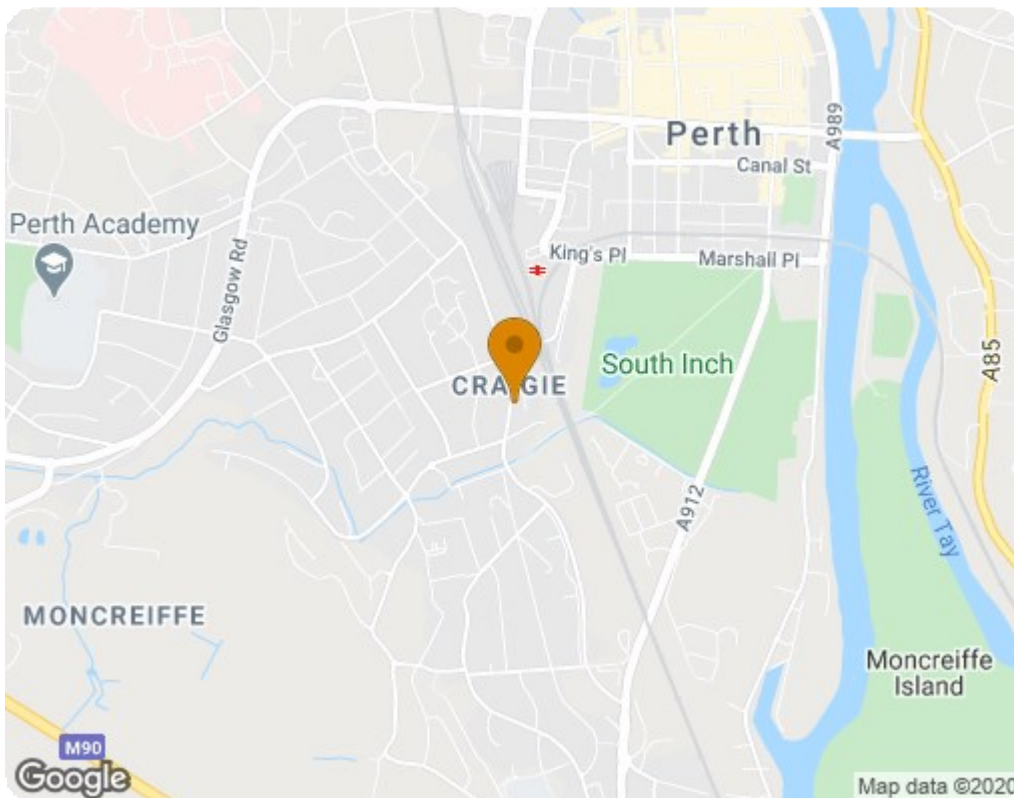 Perth
A989
Canal St
Perth Academy
Glasgow Rd
King's Pl
Marshall Pl
A85
South Inch
CRAIGIE
A912
River Tay
MONCREIFFE
Moncreiffe
Island
M90
Google
Map data ©2020